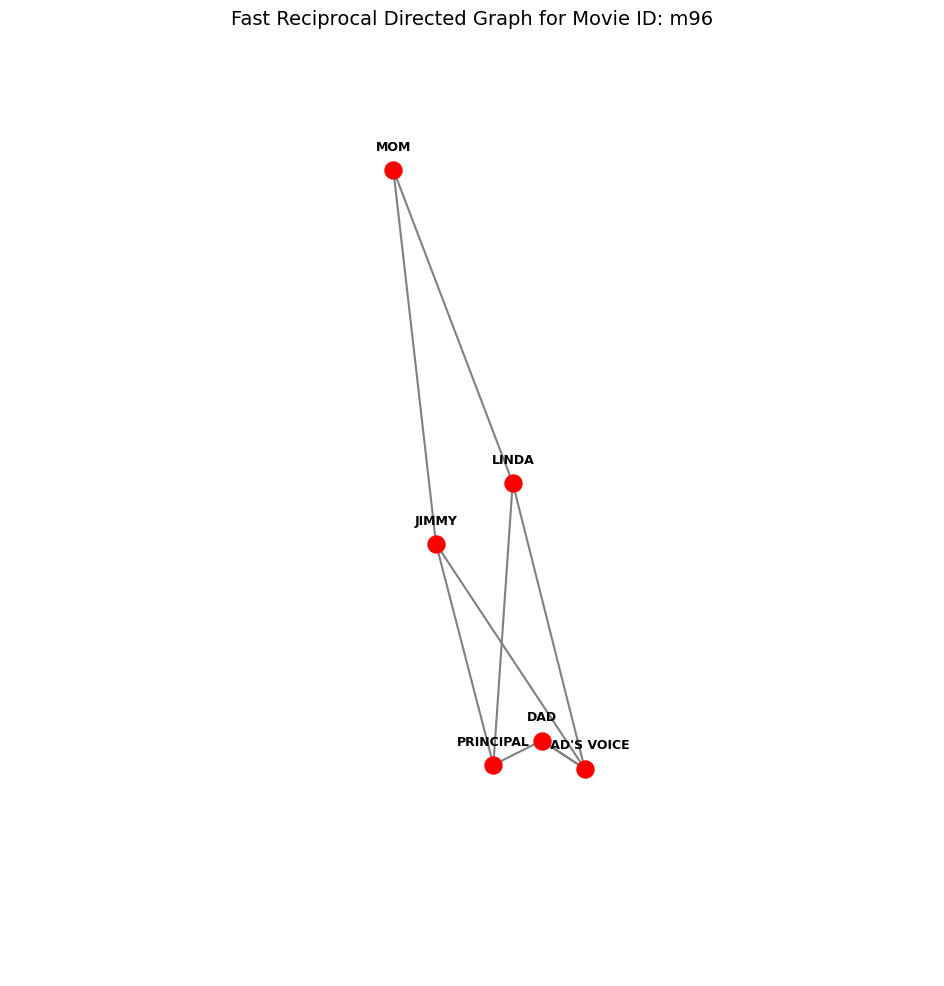 Fast Reciprocal Directed Graph for Movie ID: m96
MOM
LINDA
JIMMY
DAD
PRINCIPAL
AD'S VOICE